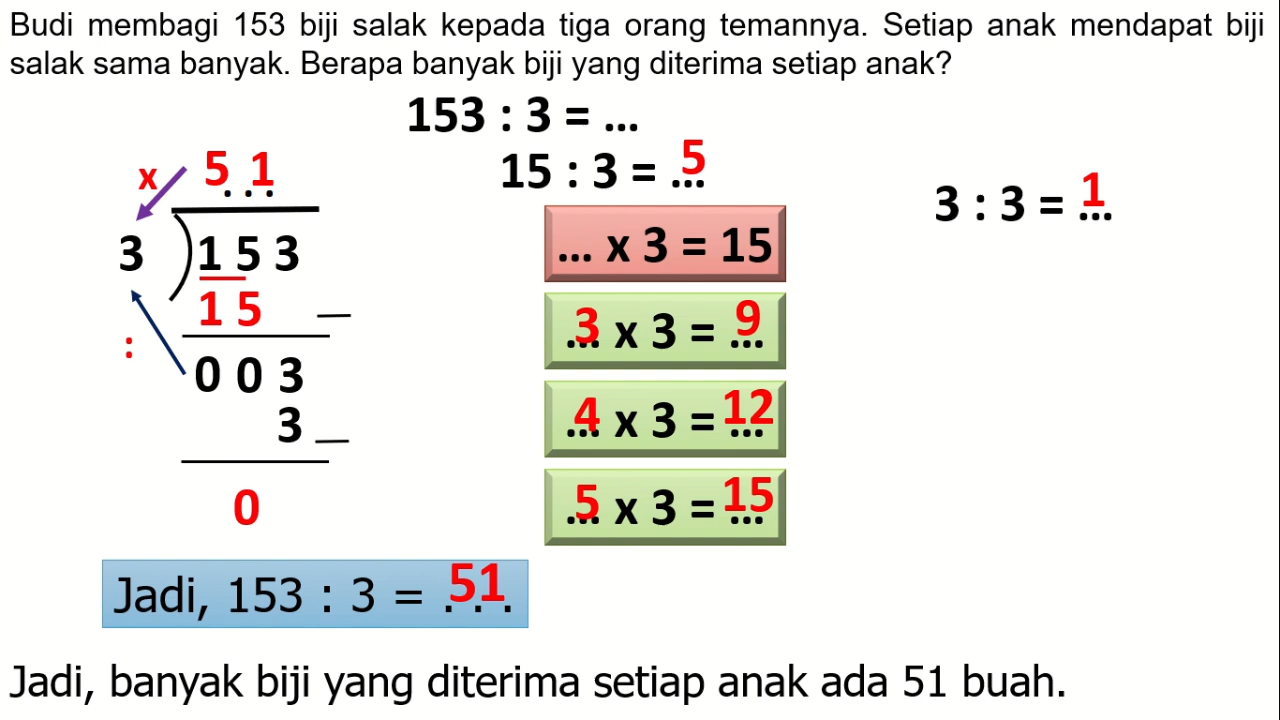 Budi membagi 153 biji salak kepada tiga orang temannya. Setiap anak mendapat biji
salak sama banyak. Berapa banyak biji yang diterima setiap anak?
153 : 3 = ...
x 5 1
. . .
3 ) 1 5 3
1 5 —
:
0 0 3
3 —
0
15 : 3 = ... 5
... x 3 = 15
... 3 x 3 = ... 9
... 4 x 3 = ... 12
... 5 x 3 = ... 15
3 : 3 = ... 1
Jadi, 153 : 3 = . . . 51
Jadi, banyak biji yang diterima setiap anak ada 51 buah.